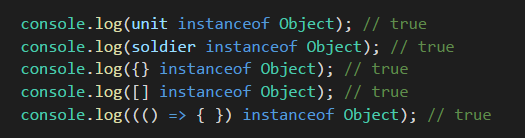 console.log(unit instanceof Object); // true
console.log(soldier instanceof Object); // true
console.log({} instanceof Object); // true
console.log([] instanceof Object); // true
console.log((() => { }) instanceof Object); // true